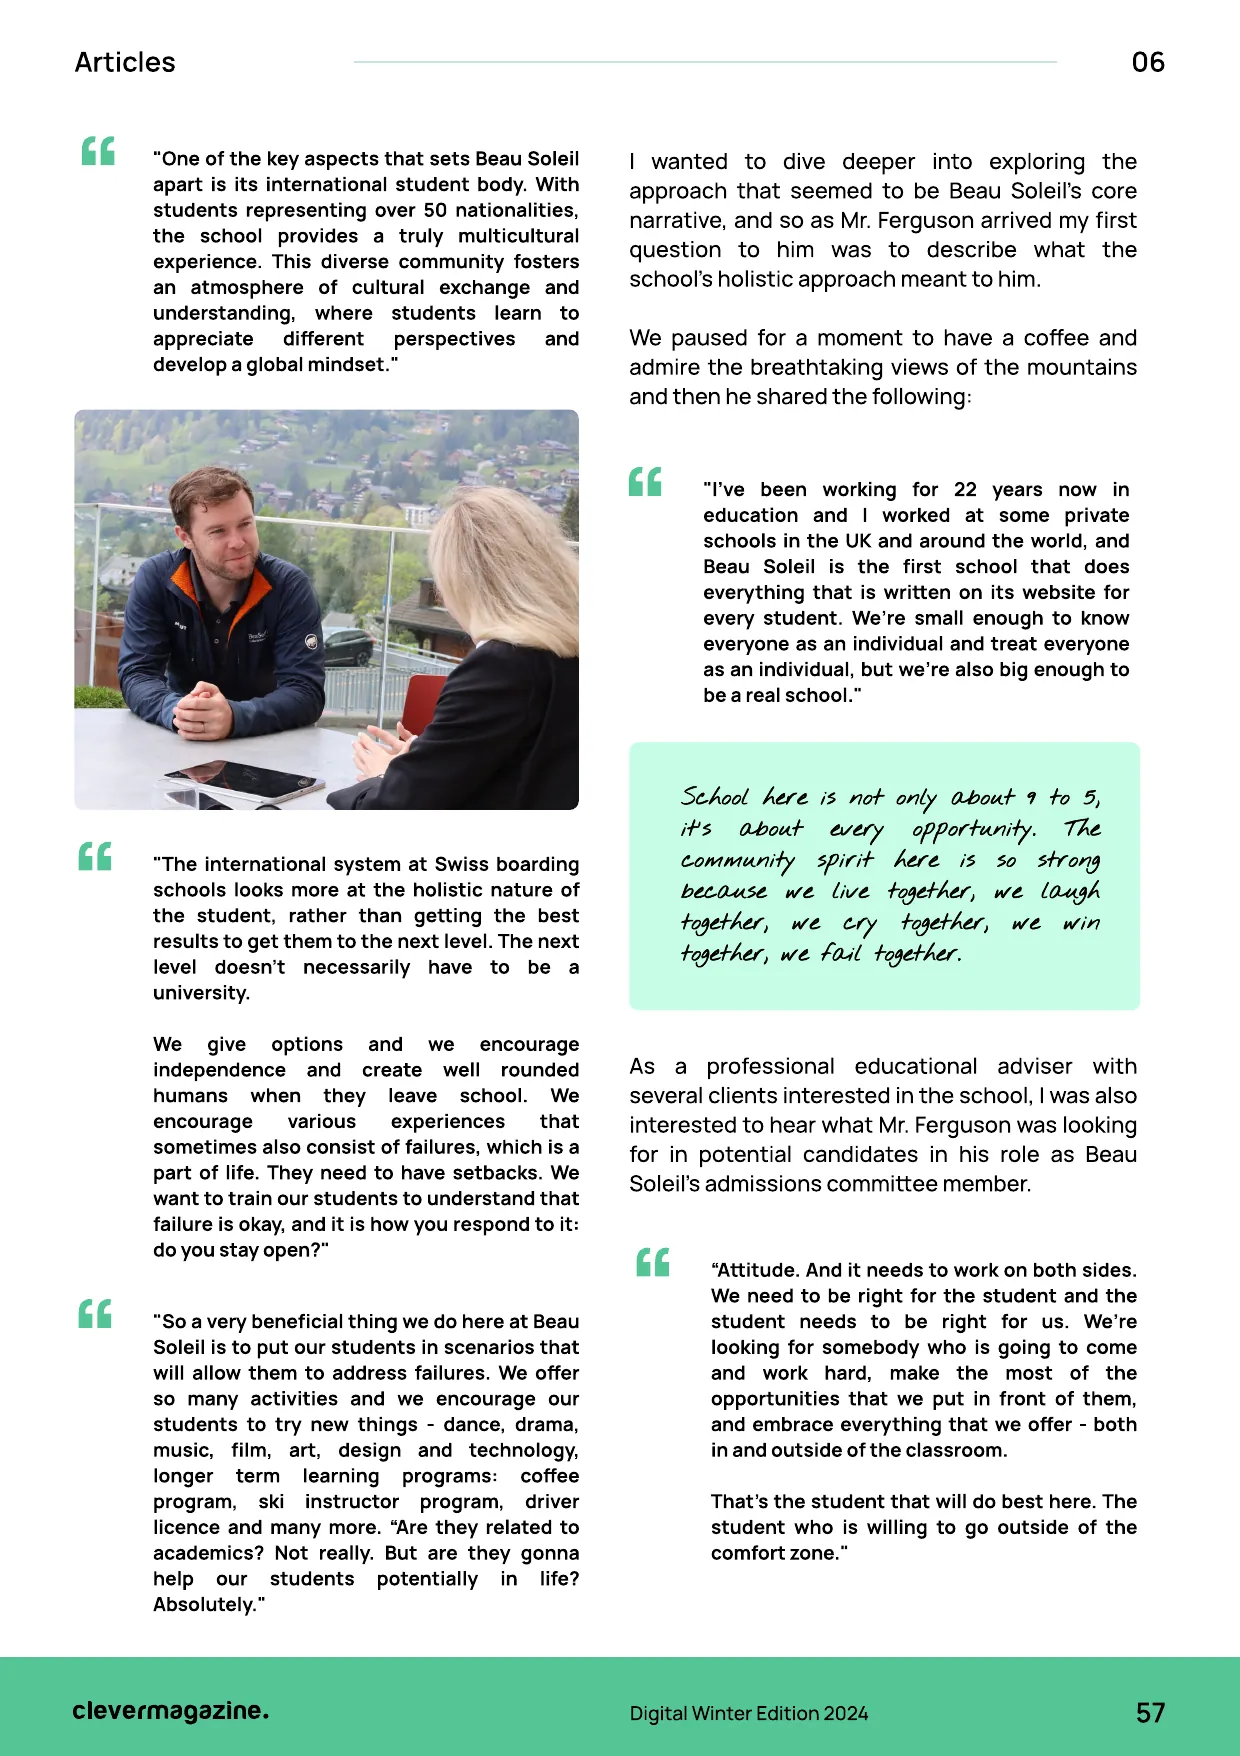 Articles
06
"One of the key aspects that sets Beau Soleil
apart is its international student body. With
students representing over 50 nationalities,
the school provides a truly multicultural
experience. This diverse community fosters
an atmosphere of cultural exchange and
understanding, where students learn to
appreciate different perspectives and
develop a global mindset."
"The international system at Swiss boarding
schools looks more at the holistic nature of
the student, rather than getting the best
results to get them to the next level. The next
level doesn't necessarily have to be a
university.
We give options and we encourage
independence and create well rounded
humans when they leave school. We
encourage various experiences that
sometimes also consist of failures, which is a
part of life. They need to have setbacks. We
want to train our students to understand that
failure is okay, and it is how you respond to it:
do you stay open?"
"So a very beneficial thing we do here at Beau
Soleil is to put our students in scenarios that
will allow them to address failures. We offer
so many activities and we encourage our
students to try new things - dance, drama,
music, film, art, design and technology,
longer term learning programs: coffee
program, ski instructor program, driver
licence and many more. “Are they related to
academics? Not really. But are they gonna
help our students potentially in life?
Absolutely."
I wanted to dive deeper into exploring the
approach that seemed to be Beau Soleil's core
narrative, and so as Mr. Ferguson arrived my first
question to him was to describe what the
school's holistic approach meant to him.
We paused for a moment to have a coffee and
admire the breathtaking views of the mountains
and then he shared the following:
"I've been working for 22 years now in
education and I worked at some private
schools in the UK and around the world, and
Beau Soleil is the first school that does
everything that is written on its website for
every student. We're small enough to know
everyone as an individual and treat everyone
as an individual, but we're also big enough to
be a real school."
School here is not only about 9 to 5,
it's about every opportunity. The
community spirit here is so strong
because we live together, we laugh
together, we cry together, we win
together, we fail together.
As a professional educational adviser with
several clients interested in the school, I was also
interested to hear what Mr. Ferguson was looking
for in potential candidates in his role as Beau
Soleil's admissions committee member.
“Attitude. And it needs to work on both sides.
We need to be right for the student and the
student needs to be right for us. We're
looking for somebody who is going to come
and work hard, make the most of the
opportunities that we put in front of them,
and embrace everything that we offer - both
in and outside of the classroom.
That's the student that will do best here. The
student who is willing to go outside of the
comfort zone."
clevermagazine.
Digital Winter Edition 2024
57